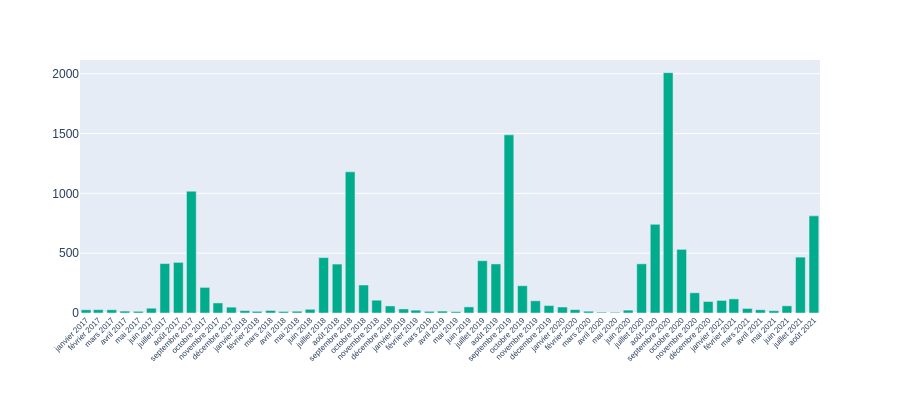 2000
1500
1000
500
0
janvier 2017
février 2017
mars 2017
avril 2017
mai 2017
juin 2017
juillet 2017
août 2017
septembre 2017
octobre 2017
novembre 2017
décembre 2017
janvier 2018
février 2018
mars 2018
avril 2018
mai 2018
juin 2018
juillet 2018
août 2018
septembre 2018
octobre 2018
novembre 2018
décembre 2018
janvier 2019
février 2019
mars 2019
avril 2019
mai 2019
juin 2019
juillet 2019
août 2019
septembre 2019
octobre 2019
novembre 2019
décembre 2019
janvier 2020
février 2020
mars 2020
avril 2020
mai 2020
juin 2020
juillet 2020
août 2020
septembre 2020
octobre 2020
novembre 2020
décembre 2020
janvier 2021
février 2021
mars 2021
avril 2021
mai 2021
juin 2021
juillet 2021
août 2021